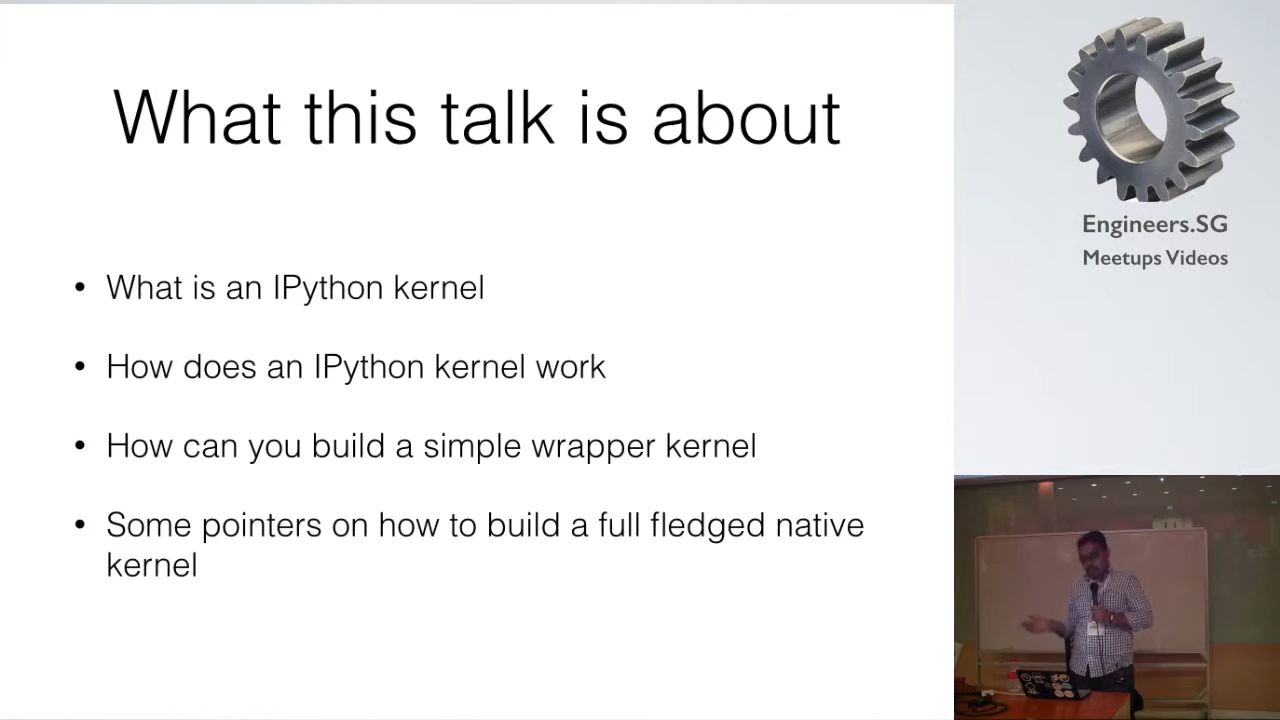 What this talk is about
• What is an IPython kernel
• How does an IPython kernel work
• How can you build a simple wrapper kernel
• Some pointers on how to build a full fledged native
kernel
Engineers.SG
Meetups Videos